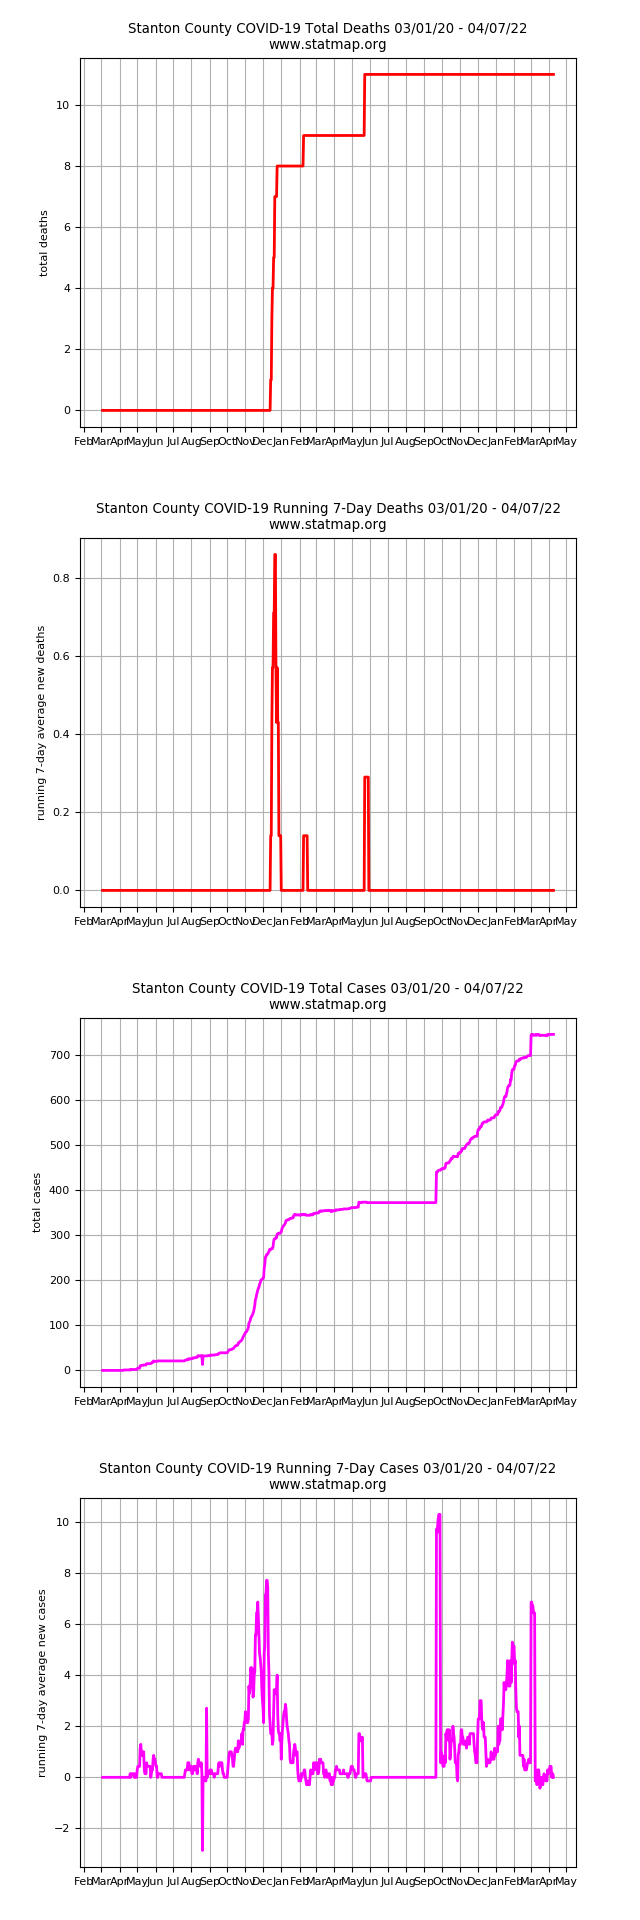 Stanton County COVID-19 Total Deaths 03/01/20 - 04/07/22
www.statmap.org
10
8
6
4
2
0
total deaths
Feb Mar Apr May Jun Jul Aug Sep Oct Nov Dec Jan Feb Mar Apr May Jun Jul Aug Sep Oct Nov Dec Jan Feb Mar Apr May
Stanton County COVID-19 Running 7-Day Deaths 03/01/20 - 04/07/22
www.statmap.org
0.8
0.6
0.4
0.2
0.0
running 7-day average new deaths
Feb Mar Apr May Jun Jul Aug Sep Oct Nov Dec Jan Feb Mar Apr May Jun Jul Aug Sep Oct Nov Dec Jan Feb Mar Apr May
Stanton County COVID-19 Total Cases 03/01/20 - 04/07/22
www.statmap.org
700
600
500
400
300
200
100
0
total cases
Feb Mar Apr May Jun Jul Aug Sep Oct Nov Dec Jan Feb Mar Apr May Jun Jul Aug Sep Oct Nov Dec Jan Feb Mar Apr May
Stanton County COVID-19 Running 7-Day Cases 03/01/20 - 04/07/22
www.statmap.org
10
8
6
4
2
0
−2
running 7-day average new cases
Feb Mar Apr May Jun Jul Aug Sep Oct Nov Dec Jan Feb Mar Apr May Jun Jul Aug Sep Oct Nov Dec Jan Feb Mar Apr May